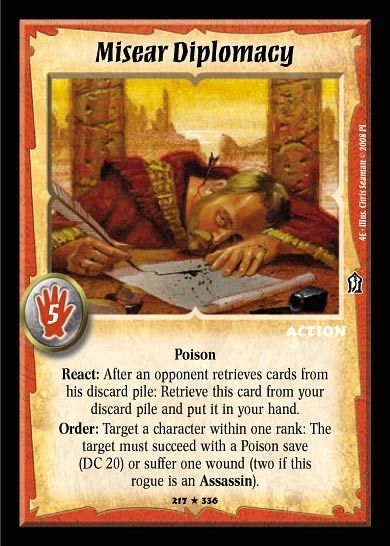 Misear Diplomacy
4E • Illus. Chris Seaman © 2008 PI
5
ACTION
Poison
React: After an opponent retrieves cards from
his discard pile: Retrieve this card from your
discard pile and put it in your hand.
Order: Target a character within one rank: The
target must succeed with a Poison save
(DC 20) or suffer one wound (two if this
rogue is an Assassin).
217 ★ 336